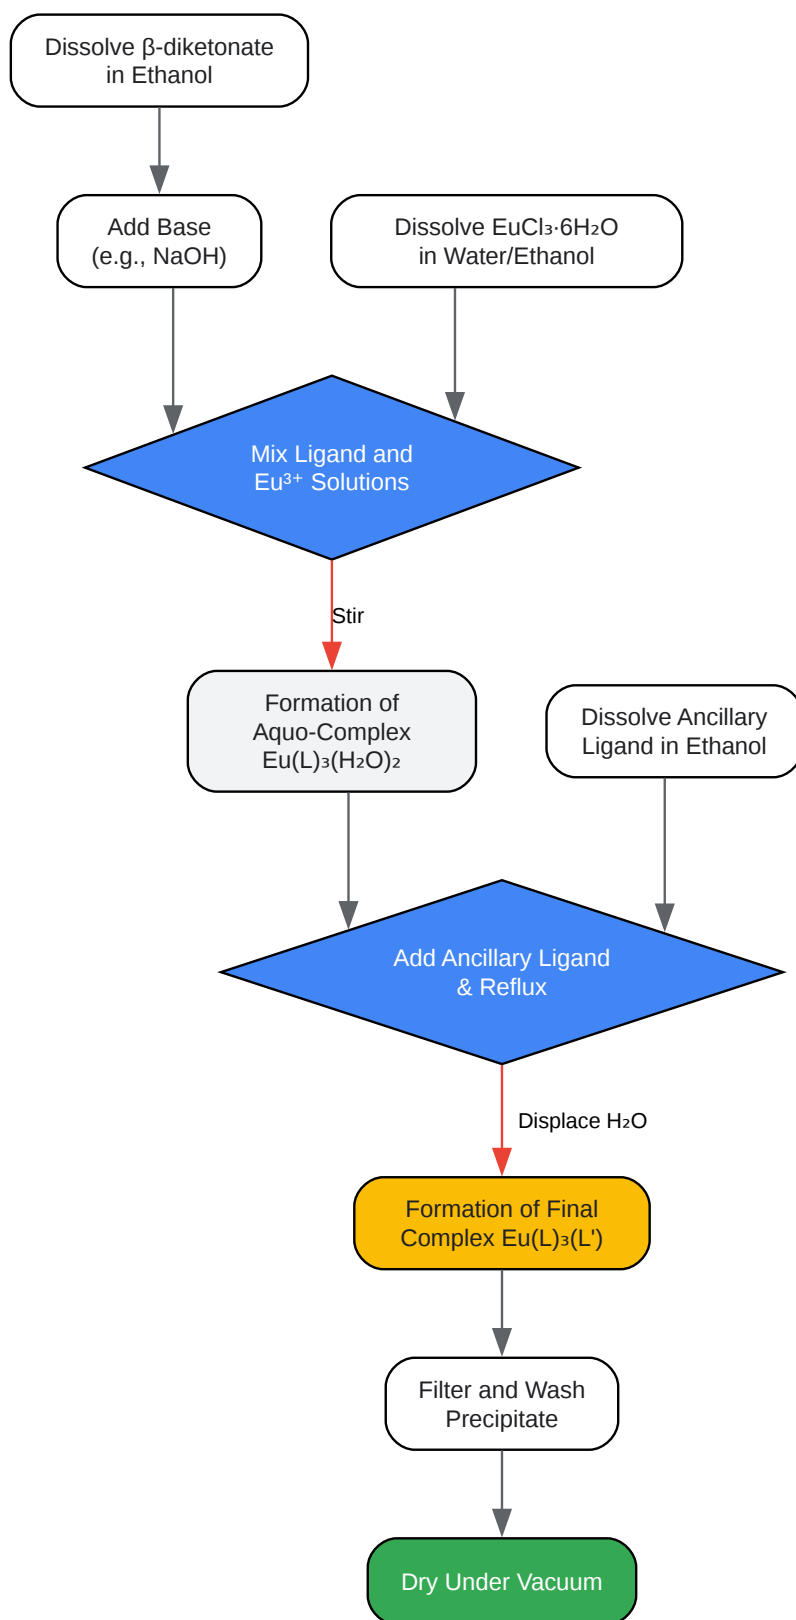 Dissolve β-diketonate
in Ethanol
Add Base
(e.g., NaOH)
Dissolve EuCl₃·6H₂O
in Water/Ethanol
Mix Ligand and
Eu³⁺ Solutions
Stir
Formation of
Aquo-Complex
Eu(L)₃(H₂O)₂
Dissolve Ancillary
Ligand in Ethanol
Add Ancillary Ligand
& Reflux
Displace H₂O
Formation of Final
Complex Eu(L)₃(L')
Filter and Wash
Precipitate
Dry Under Vacuum